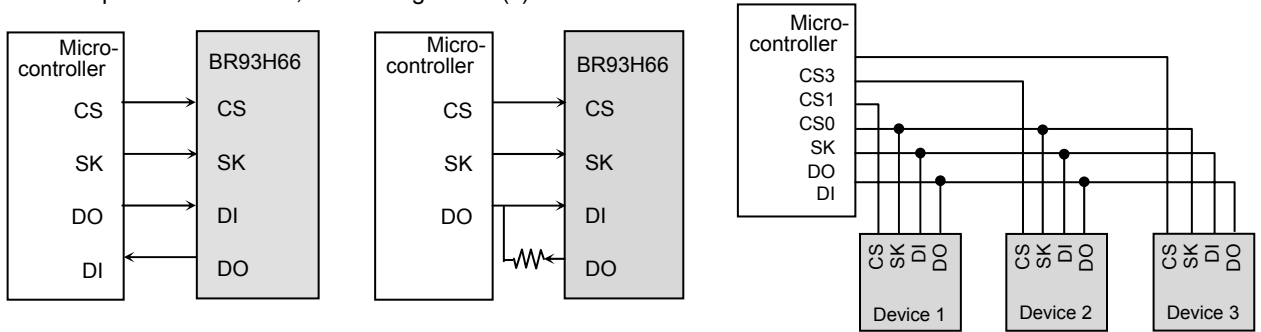 Micro-
controller
BR93H66
CS
CS
SK
SK
DO
DI
DI
DO
Micro-
controller
BR93H66
CS
CS
SK
SK
DO
DI
DO
Micro-
controller
CS3
CS1
CS0
SK
DO
DI
CS
SK
DI
DO
Device 1
CS
SK
DI
DO
Device 2
CS
SK
DI
DO
Device 3